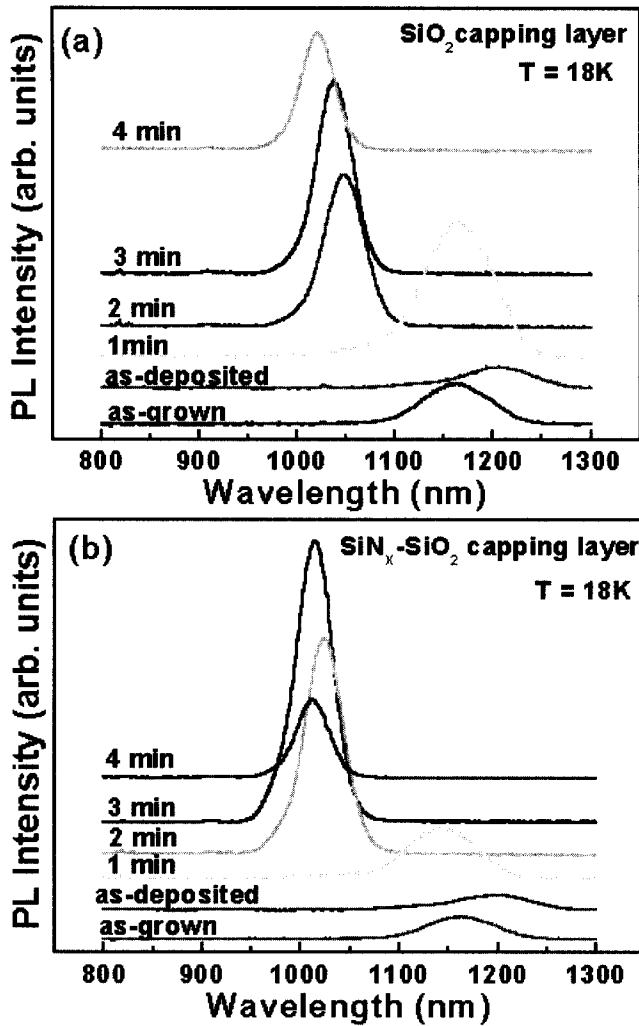 (a)
SiO2 capping layer
T = 18K
4 min
3 min
2 min
1min
as-deposited
as-grown
PL Intensity (arb. units)
800 900 1000 1100 1200 1300
Wavelength (nm)
(b)
SiNx-SiO2 capping layer
T = 18K
4 min
3 min
2 min
1 min
as-deposited
as-grown
PL Intensity (arb. units)
800 900 1000 1100 1200 1300
Wavelength (nm)